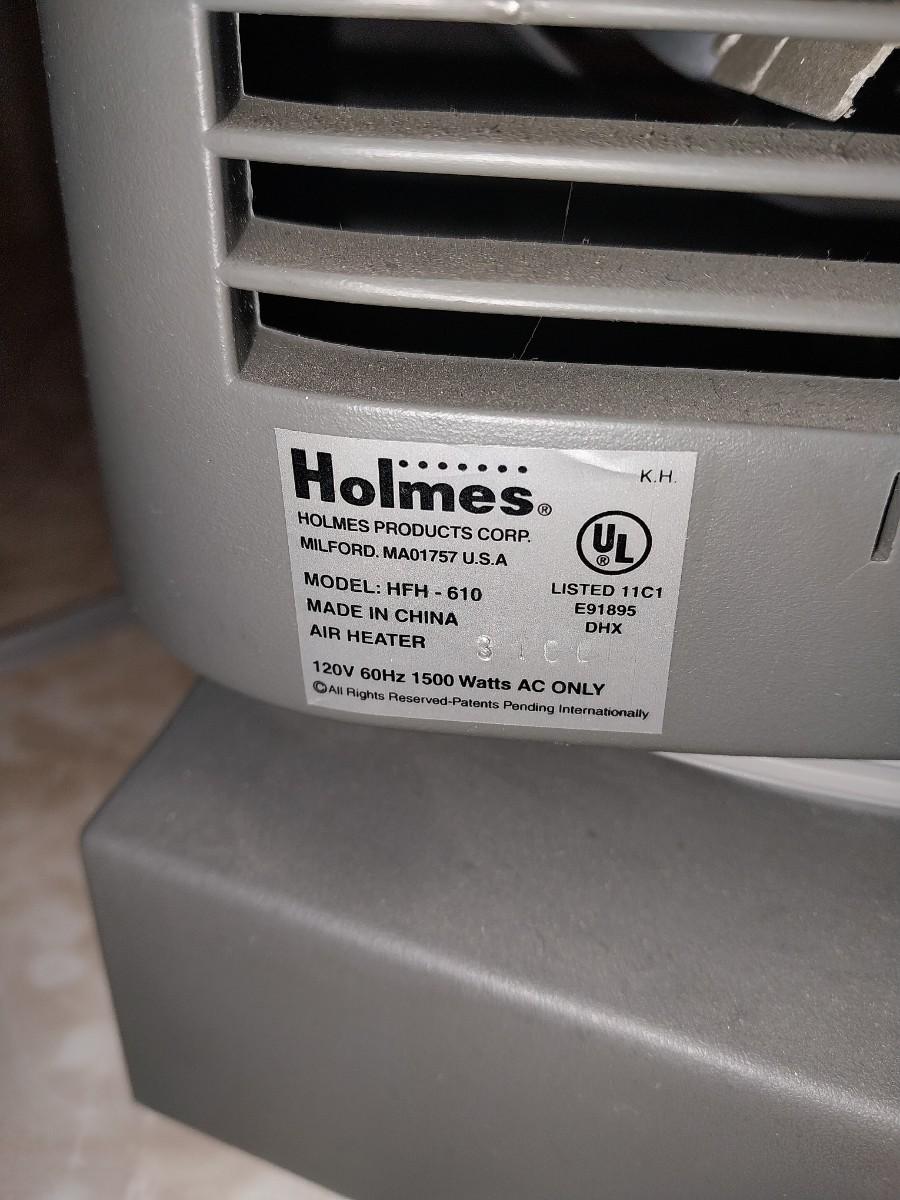 Holmes®
K.H.
HOLMES PRODUCTS CORP.
MILFORD. MA01757 U.S.A
UL®
LISTED 11C1
E91895
DHX
MODEL: HFH - 610
MADE IN CHINA
AIR HEATER
120V 60Hz 1500 Watts AC ONLY
©All Rights Reserved-Patents Pending Internationally